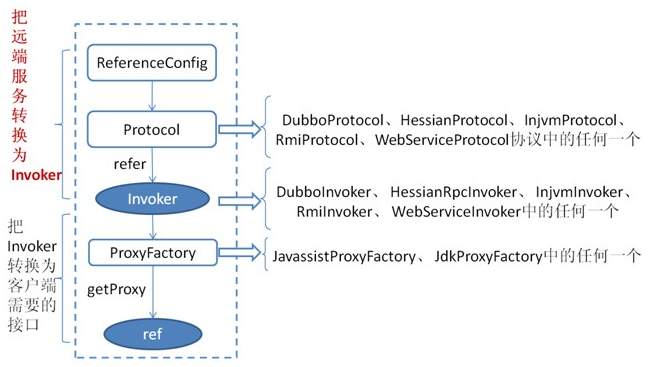 把
远
端
服
务
转
换
为
Invoker
ReferenceConfig
Protocol
DubboProtocol、HessianProtocol、InjvmProtocol、
RmiProtocol、WebServiceProtocol协议中的任何一个
refer
Invoker
DubboInvoker、HessianRpcInvoker、InjvmInvoker、
RmiInvoker、WebServiceInvoker中的任何一个
把
Invoker
转换为
客户端
需要的
接口
ProxyFactory
JavassistProxyFactory、JdkProxyFactory中的任何一个
getProxy
ref